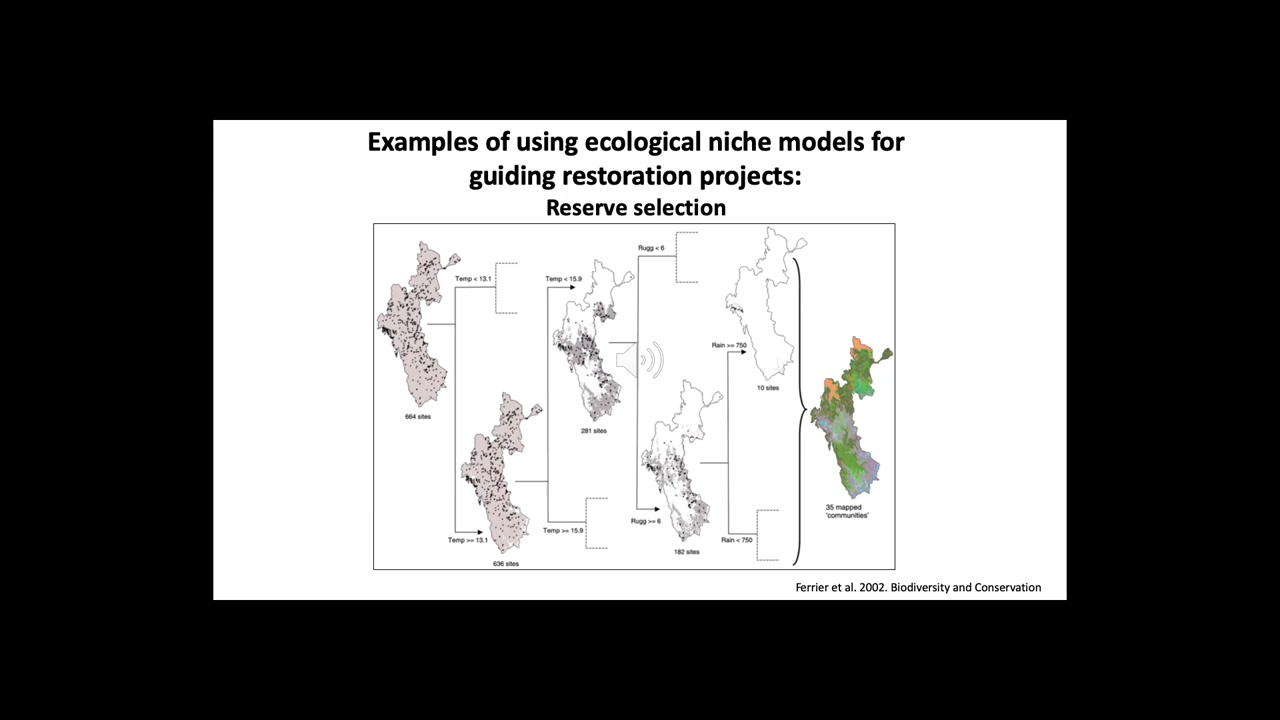 Examples of using ecological niche models for
guiding restoration projects:
Reserve selection
Rugg < 6
Temp < 13.1
Temp < 15.9
Rain >= 750
10 sites
664 sites
281 sites
35 mapped
'communities'
Rugg >= 6
Temp >= 15.9
Temp >= 13.1
Rain < 750
182 sites
636 sites
Ferrier et al. 2002. Biodiversity and Conservation